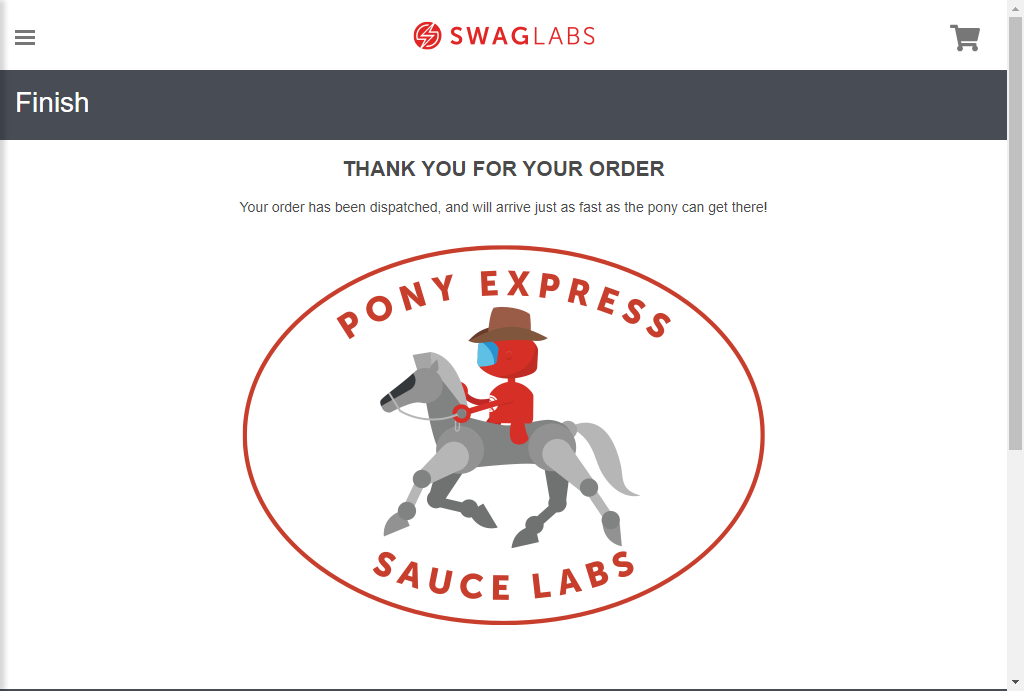 SWAGLABS
Finish
THANK YOU FOR YOUR ORDER
Your order has been dispatched, and will arrive just as fast as the pony can get there!
PONY EXPRESS
SAUCE LABS